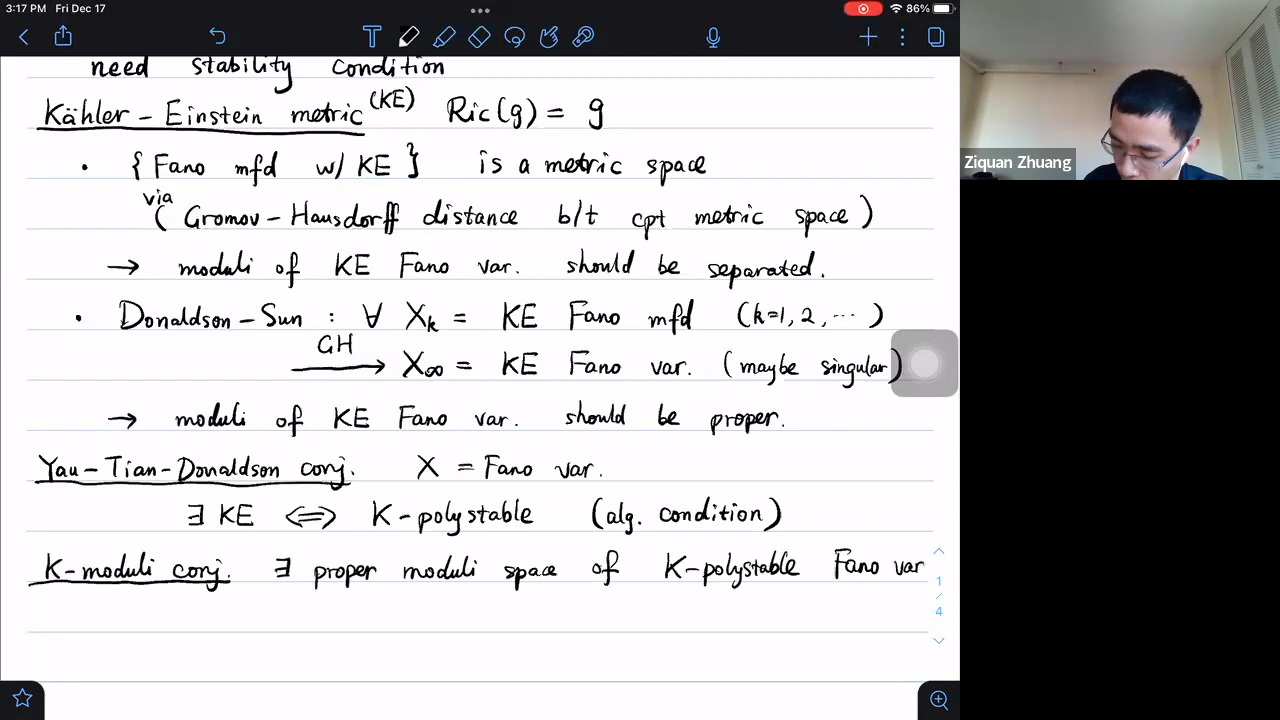 3:17 PM Fri Dec 17
86%
need stability condition
Kähler-Einstein metric (KE) Ric(g) = g
• { Fano mfd w/ KE } is a metric space
via
( Gromov-Hausdorff distance b/t cpt metric space )
→ moduli of KE Fano var. should be separated.
• Donaldson-Sun : ∀ Xₖ = KE Fano mfd (k=1, 2, ...)
GH
⟶ X∞ = KE Fano var. (maybe singular)
→ moduli of KE Fano var. should be proper.
Yau-Tian-Donaldson conj. X = Fano var.
∃ KE ⟺ K-polystable (alg. condition)
K-moduli conj. ∃ proper moduli space of K-polystable Fano var
1
/
4
Ziquan Zhuang